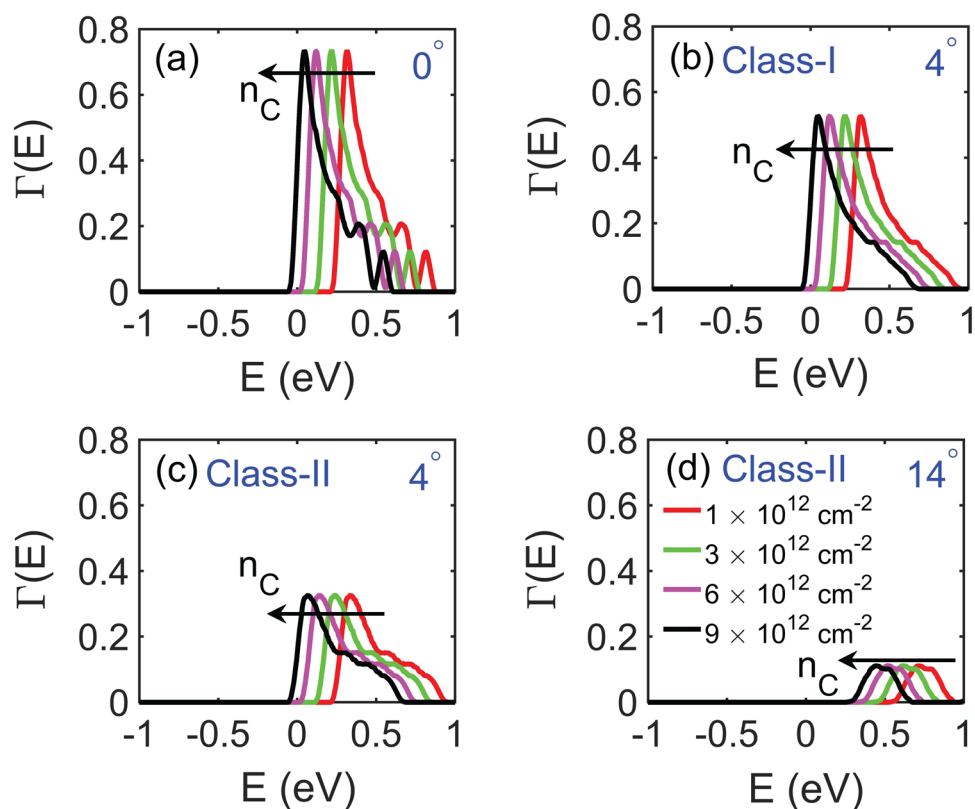 (a) 0°
n_C
Γ(E)
0.8
0.6
0.4
0.2
0
-1 -0.5 0 0.5 1
E (eV)
(b) Class-I 4°
n_C
Γ(E)
0.8
0.6
0.4
0.2
0
-1 -0.5 0 0.5 1
E (eV)
(c) Class-II 4°
n_C
Γ(E)
0.8
0.6
0.4
0.2
0
-1 -0.5 0 0.5 1
E (eV)
(d) Class-II 14°
1 × 10^12 cm^-2
3 × 10^12 cm^-2
6 × 10^12 cm^-2
9 × 10^12 cm^-2
n_C
Γ(E)
0.8
0.6
0.4
0.2
0
-1 -0.5 0 0.5 1
E (eV)